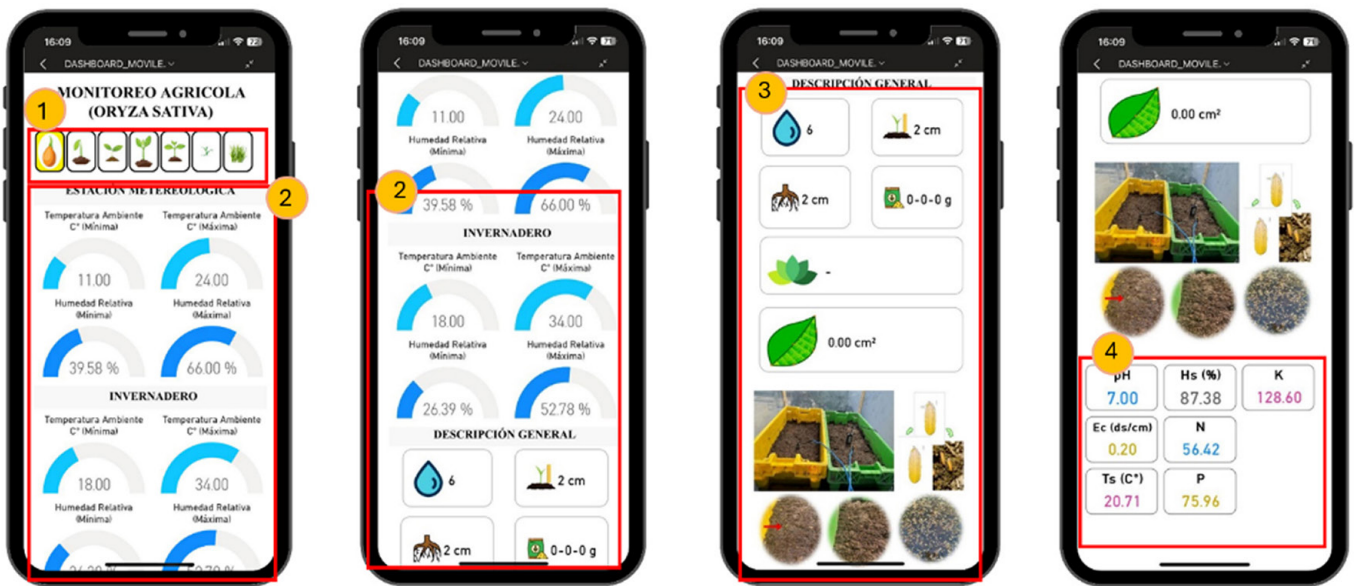 16:09
22
DASHBOARD_MOVILE.
MONITOREO AGRICOLA
(ORYZA SATIVA)
1
ESTACIÓN METEREOLOGICA
2
Temperatura Ambiente
C° (Mínima)
Temperatura Ambiente
C° (Máxima)
11.00
24.00
Humedad Relativa
(Mínima)
Humedad Relativa
(Máxima)
39.58 %
66.00 %
INVERNADERO
Temperatura Ambiente
C° (Mínima)
Temperatura Ambiente
C° (Máxima)
18.00
34.00
Humedad Relativa
(Mínima)
Humedad Relativa
(Máxima)
16:09
71
DASHBOARD_MOVILE.
11.00
24.00
Humedad Relativa
(Mínima)
Humedad Relativa
(Máxima)
2
39.58 %
66.00 %
INVERNADERO
Temperatura Ambiente
C° (Mínima)
Temperatura Ambiente
C° (Máxima)
18.00
34.00
Humedad Relativa
(Mínima)
Humedad Relativa
(Máxima)
26.39 %
52.78 %
DESCRIPCIÓN GENERAL
6
2 cm
2 cm
0-0-0 g
16:09
71
DASHBOARD_MOVILE.
DESCRIPCIÓN GENERAL
3
6
2 cm
2 cm
0-0-0 g
-
0.00 cm²
16:09
71
DASHBOARD_MOVILE.
0.00 cm²
4
pH
7.00
Hs (%)
87.38
K
128.60
Ec (ds/cm)
0.20
N
56.42
Ts (C°)
20.71
P
75.96